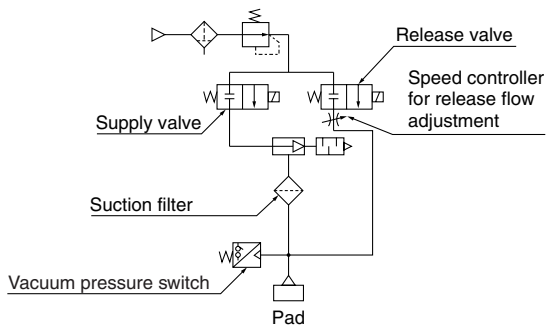 Release valve
Speed controller
for release flow
adjustment
Supply valve
Suction filter
Vacuum pressure switch
Pad